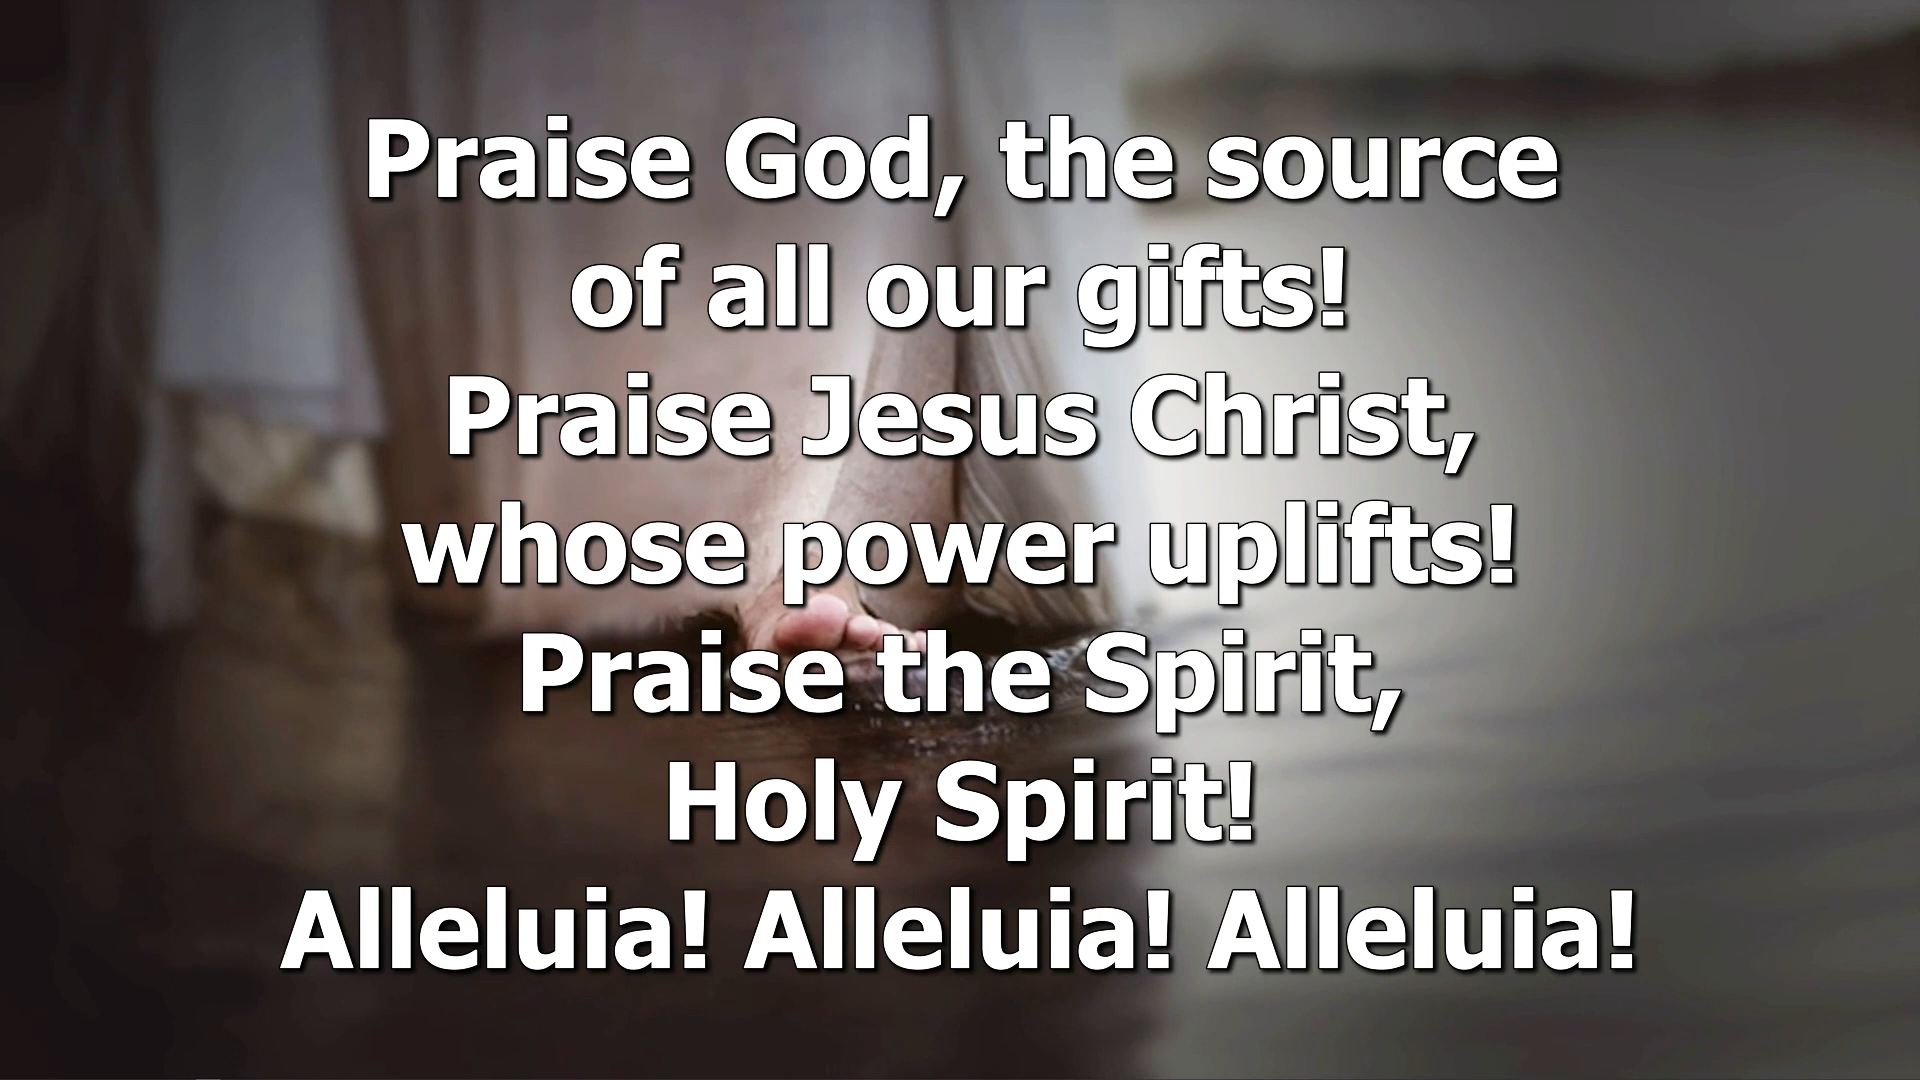 Praise God, the source
of all our gifts!
Praise Jesus Christ,
whose power uplifts!
Praise the Spirit,
Holy Spirit!
Alleluia! Alleluia! Alleluia!